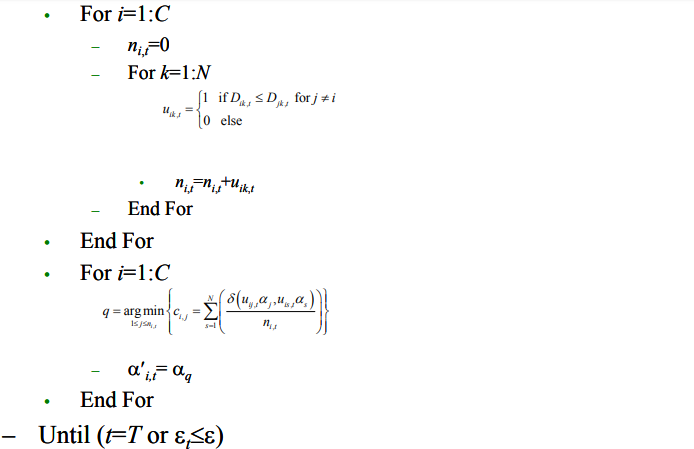 • For i=1:C
– n_{i,t}=0
– For k=1:N
u_{ik,t} = { 1 if D_{ik,t} ≤ D_{jk,t} for j ≠ i
0 else
• n_{i,t}=n_{i,t}+u_{ik,t}
– End For
• End For
• For i=1:C
q = arg min_{1≤j≤n_{i,j}} { c_{i,j} = ∑_{s=1}^{N} ( δ(u_{ij,t}α_j, u_{is,t}α_s) / n_{i,t} ) }
– α'_{i,t}= α_q
• End For
– Until (t=T or ε_t≤ε)